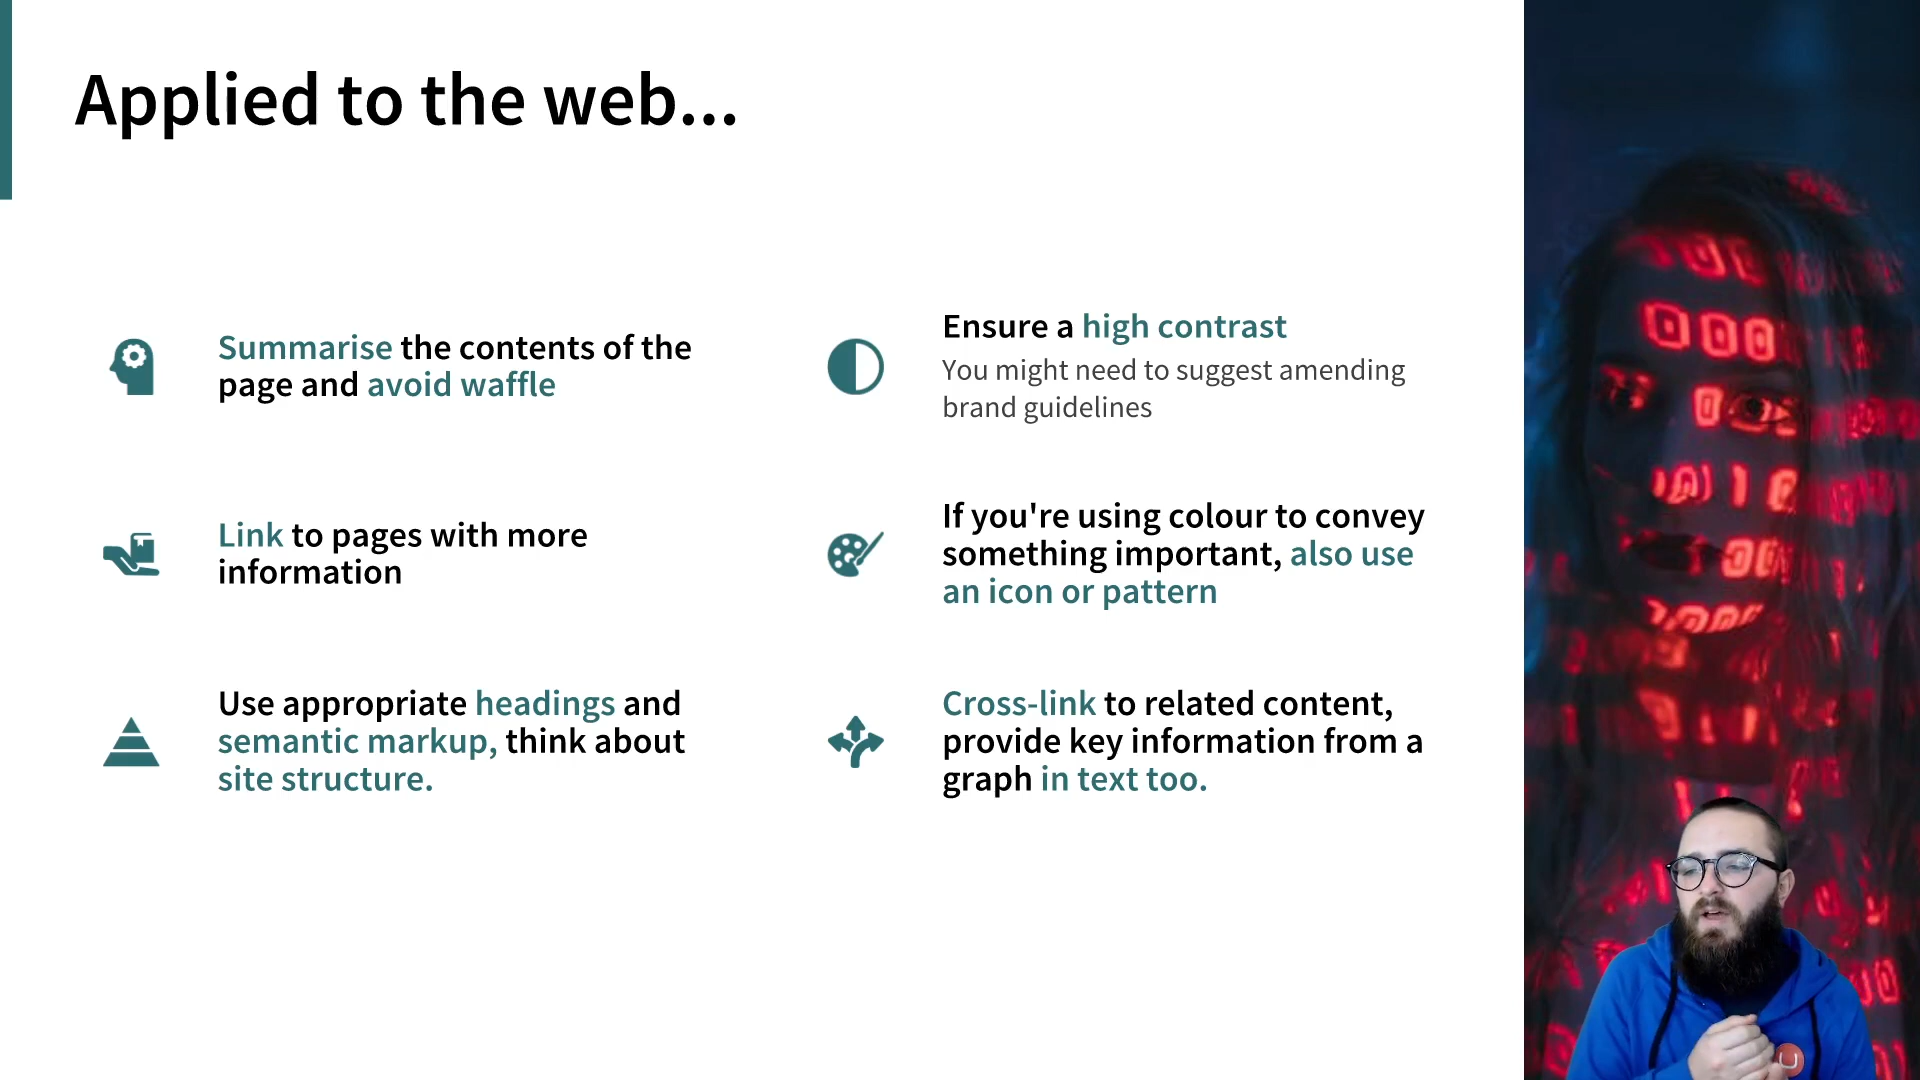 Applied to the web...
Summarise the contents of the
page and avoid waffle
Link to pages with more
information
Use appropriate headings and
semantic markup, think about
site structure.
Ensure a high contrast
You might need to suggest amending
brand guidelines
If you're using colour to convey
something important, also use
an icon or pattern
Cross-link to related content,
provide key information from a
graph in text too.